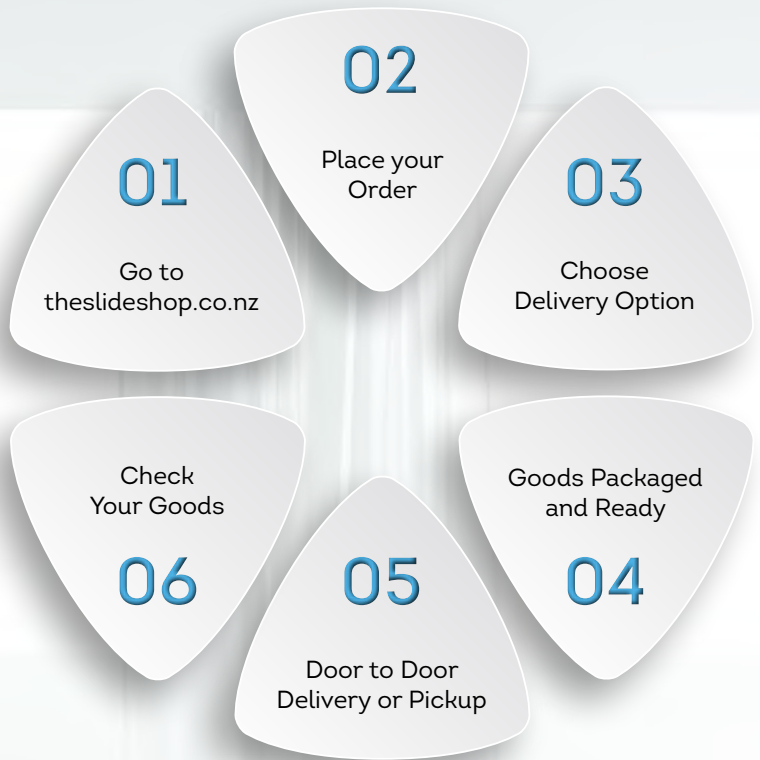 01
Go to
theslideshop.co.nz
02
Place your
Order
03
Choose
Delivery Option
Goods Packaged
and Ready
04
05
Door to Door
Delivery or Pickup
Check
Your Goods
06